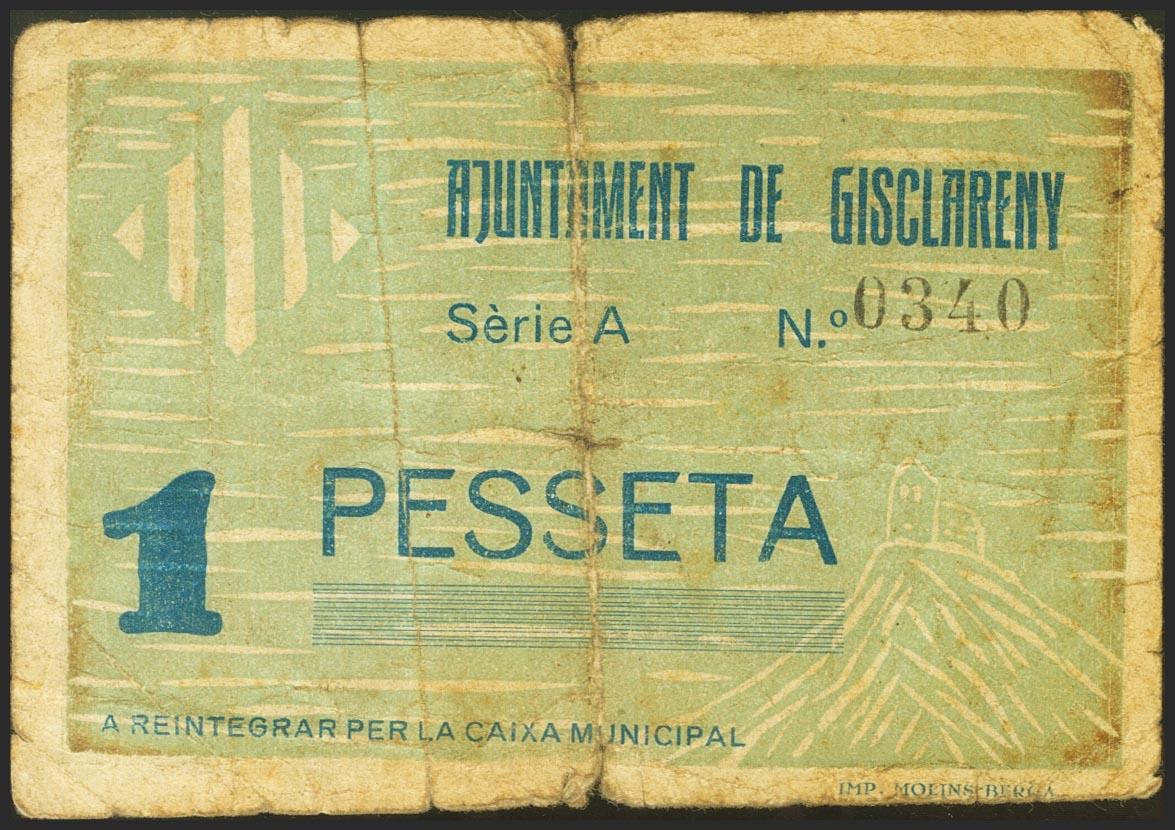 AJUNTAMENT DE GISCLARENY
Sèrie A N.º 0340
1 PESSETA
A REINTEGRAR PER LA CAIXA MUNICIPAL
IMP. MOLINS-BERGA